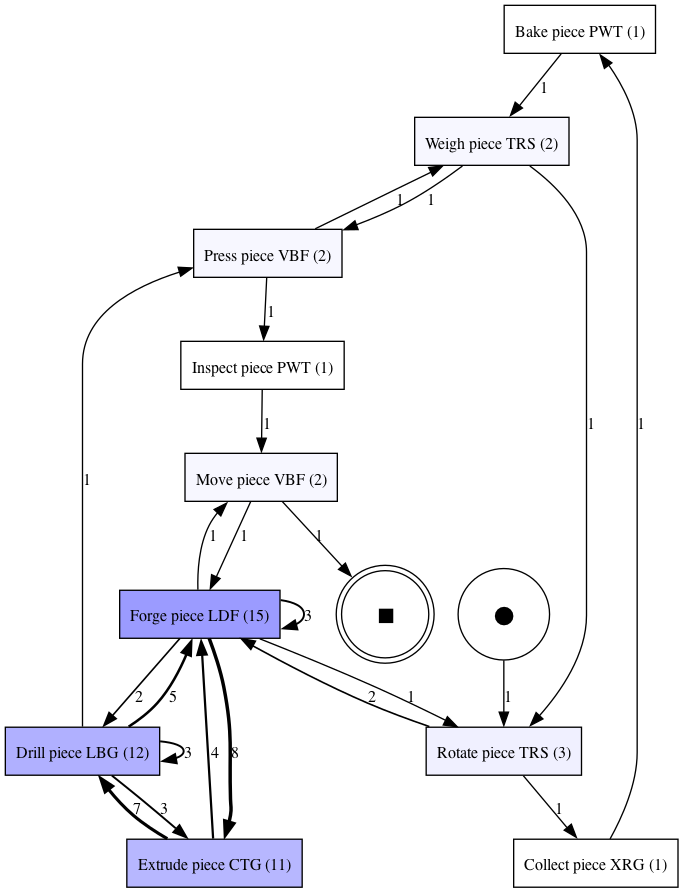 Bake piece PWT (1)
1
Weigh piece TRS (2)
1
1
Press piece VBF (2)
1
Inspect piece PWT (1)
1
1
1
1
Move piece VBF (2)
1
1
1
Forge piece LDF (15)
3
2
5
8
4
2
1
1
Drill piece LBG (12)
3
Rotate piece TRS (3)
7
3
1
Extrude piece CTG (11)
Collect piece XRG (1)